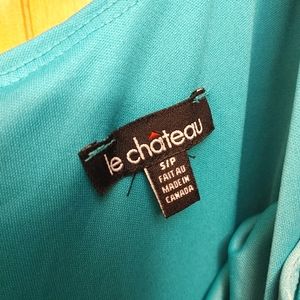 le château
S/P
FAIT AU
MADE IN
CANADA